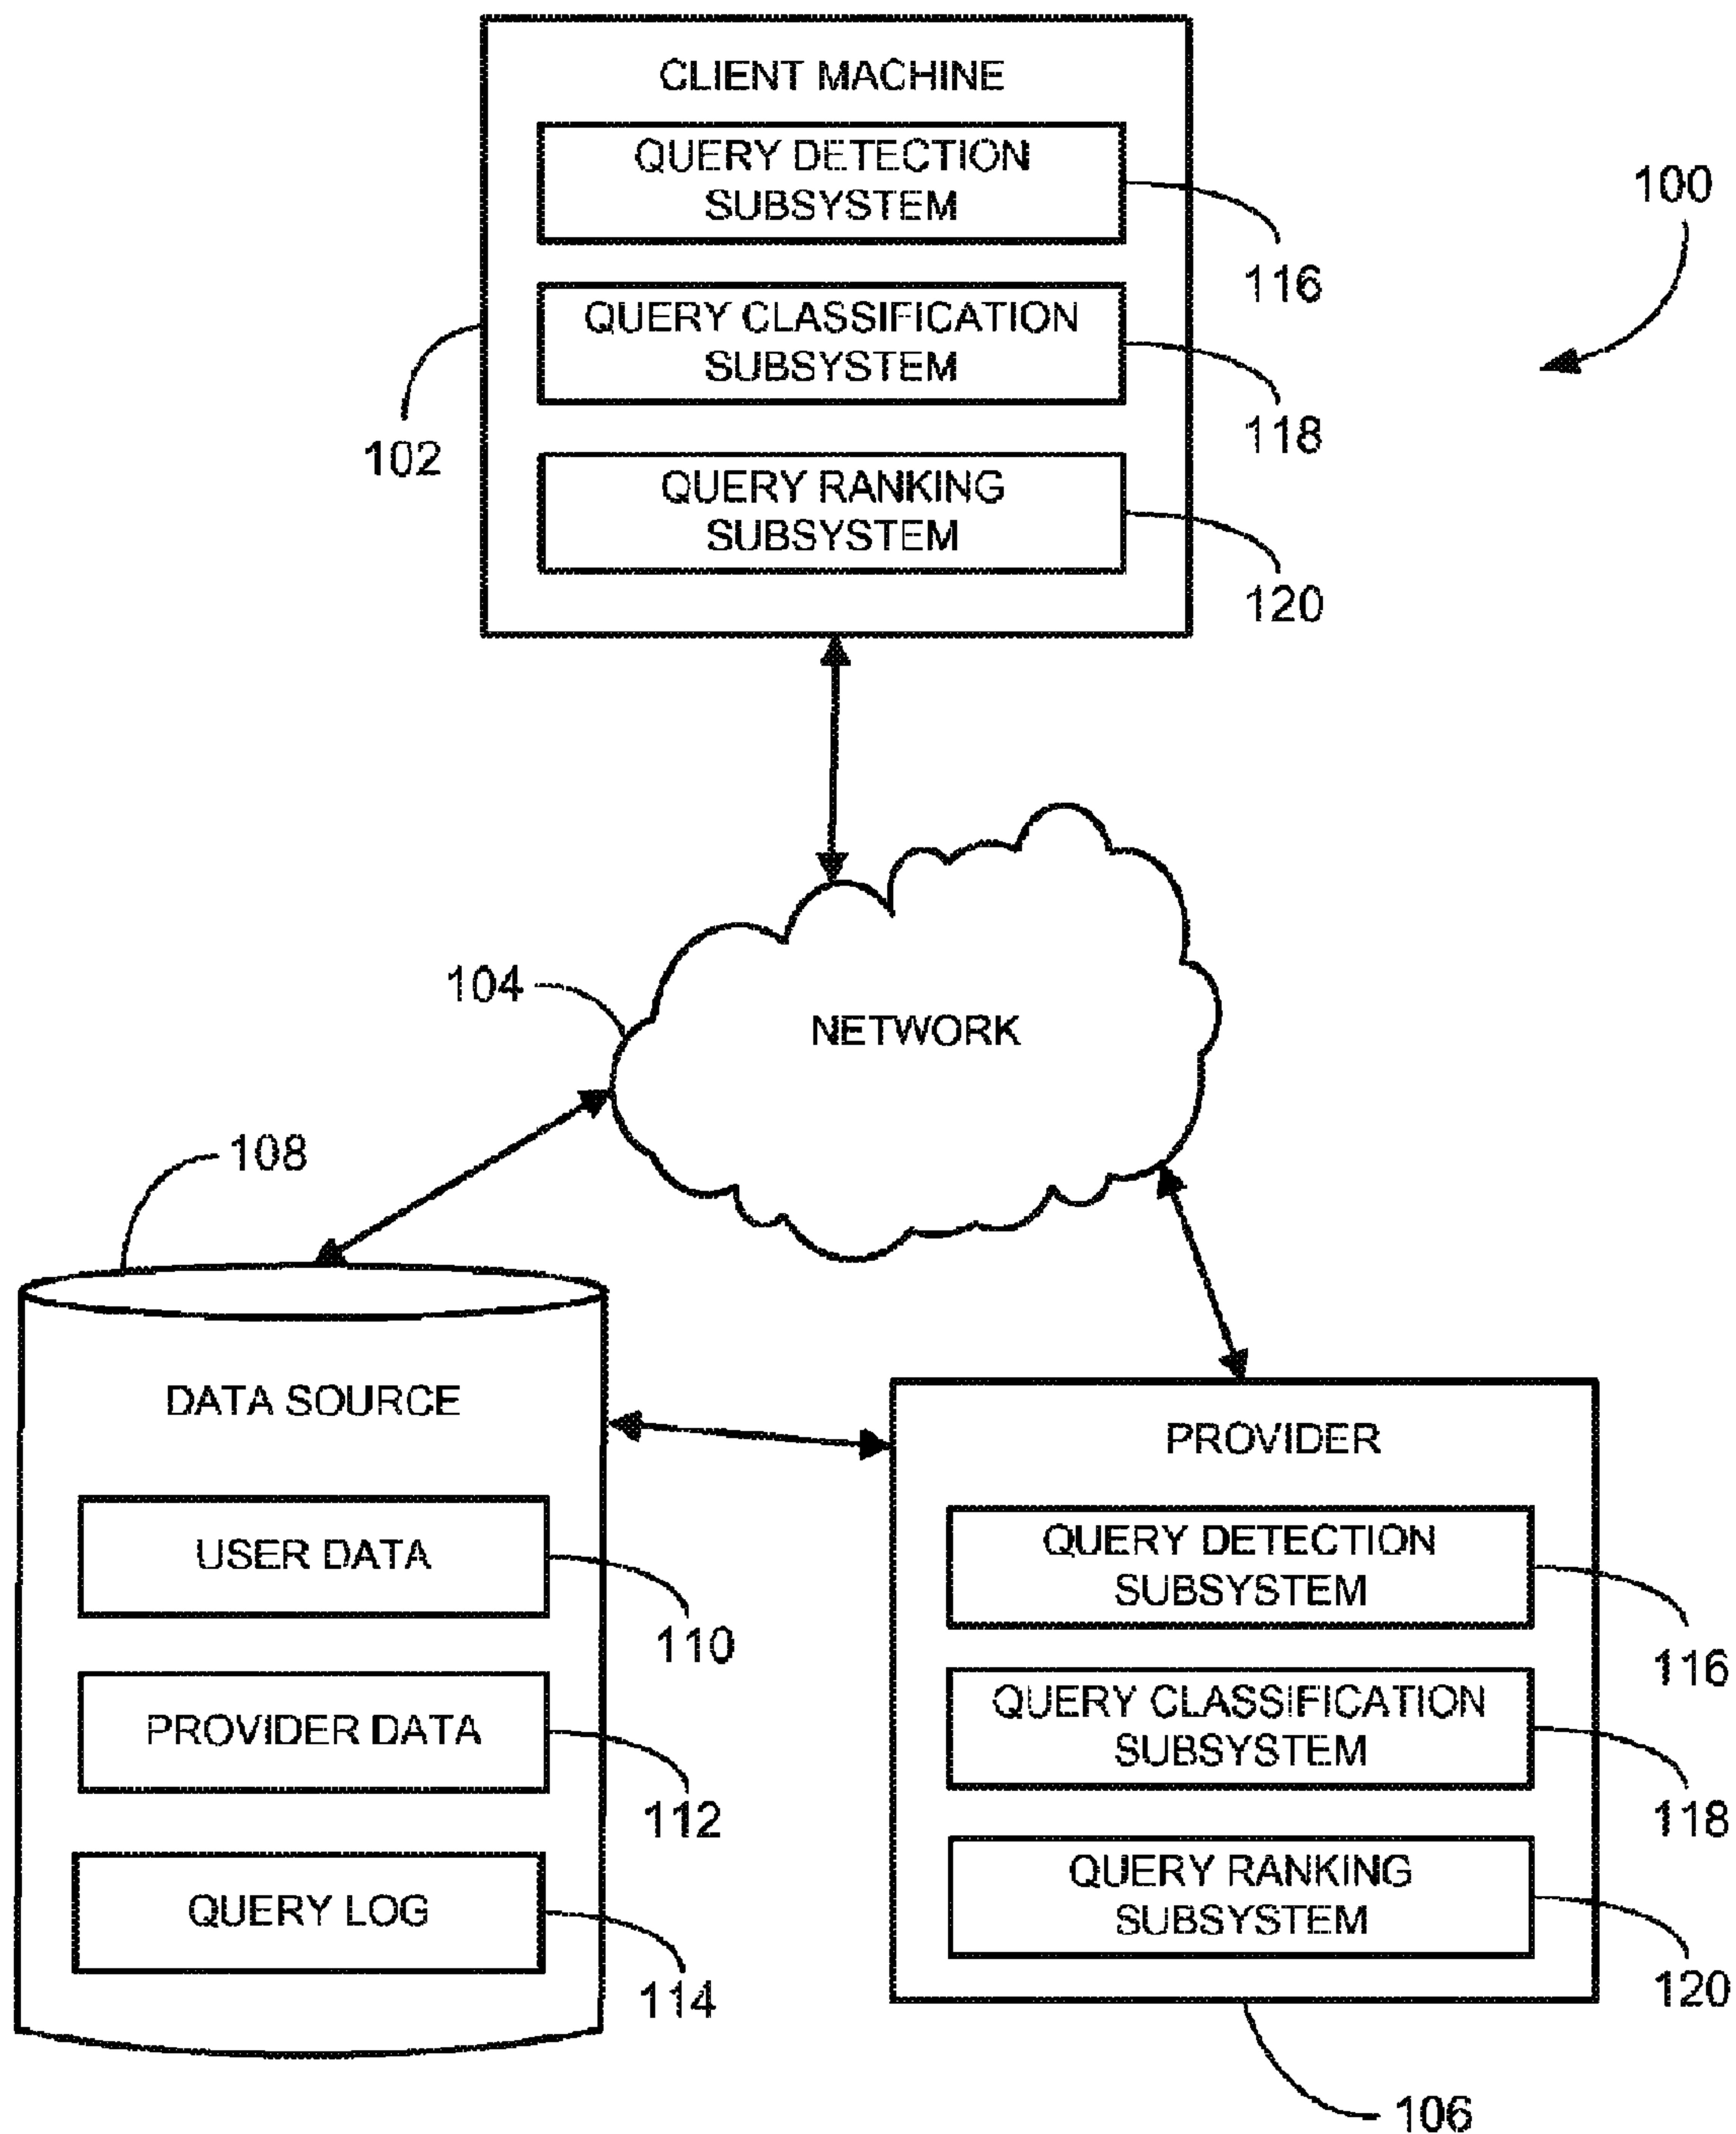 CLIENT MACHINE
QUERY DETECTION
SUBSYSTEM
116
QUERY CLASSIFICATION
SUBSYSTEM
118
QUERY RANKING
SUBSYSTEM
120
102
100
104
NETWORK
108
DATA SOURCE
USER DATA
110
PROVIDER DATA
112
QUERY LOG
114
PROVIDER
QUERY DETECTION
SUBSYSTEM
116
QUERY CLASSIFICATION
SUBSYSTEM
118
QUERY RANKING
SUBSYSTEM
120
106